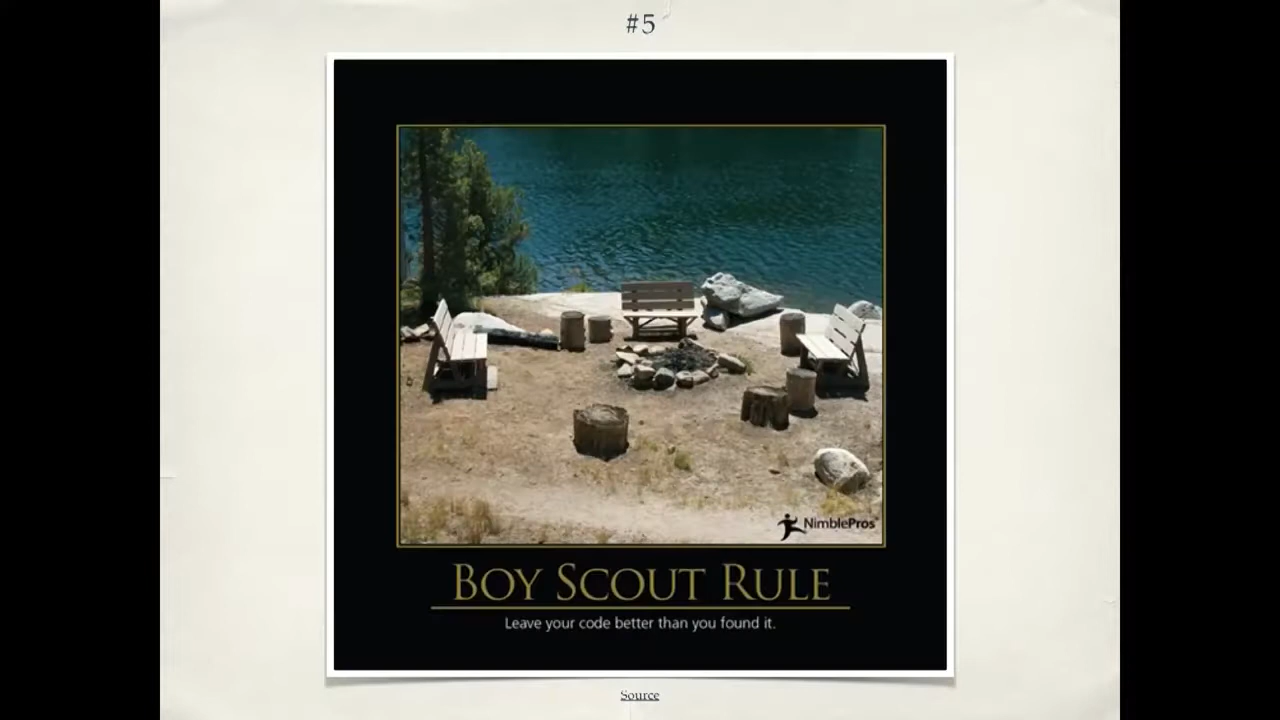 #5
NimblePros
BOY SCOUT RULE
Leave your code better than you found it.
Source